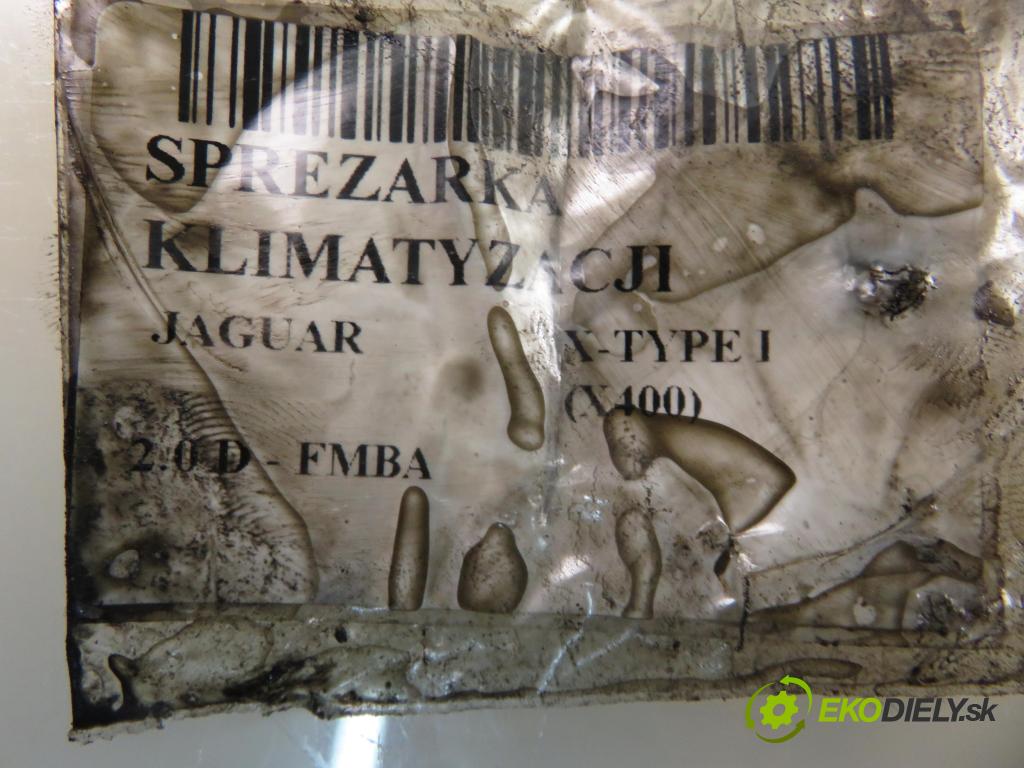 SPREZARKA
KLIMATYZACJI
JAGUAR X-TYPE I
(X400)
2.0 D - FMBA
EKODIELY.sk